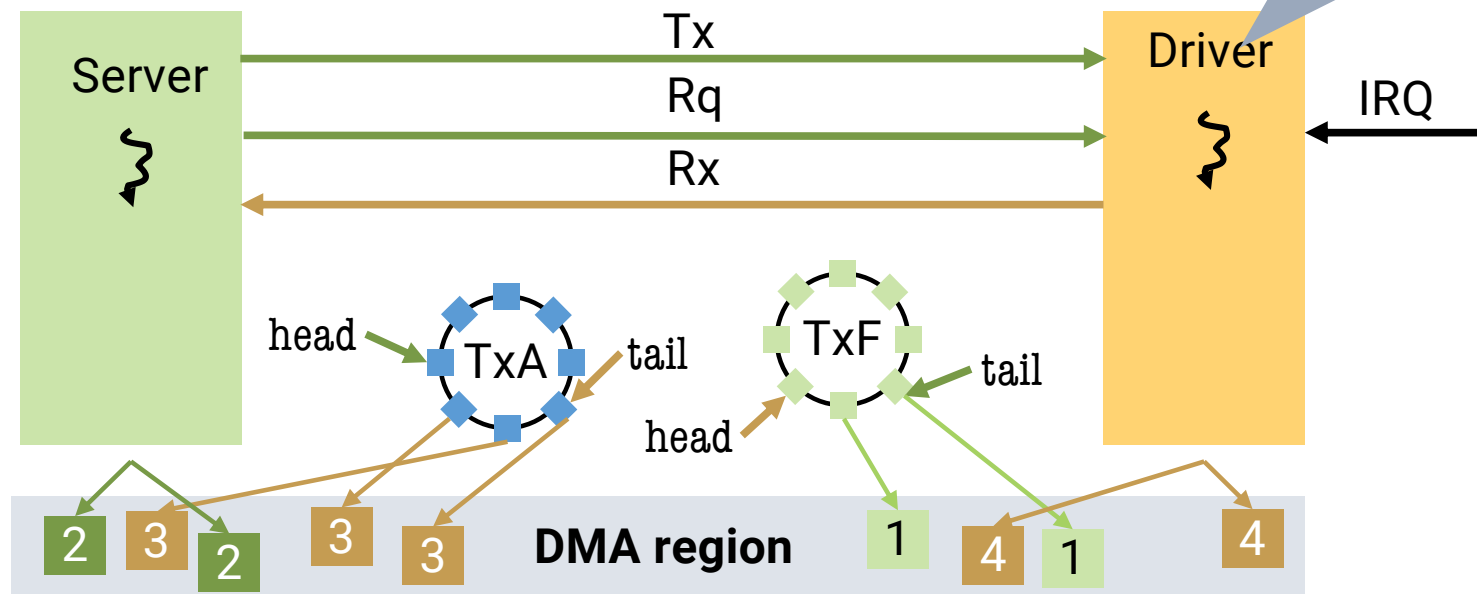 Tx
Server
Driver
Rq
IRQ
Rx
head
TxA
tail
TxF
tail
head
2
3
2
3
3
DMA region
1
4
1
4